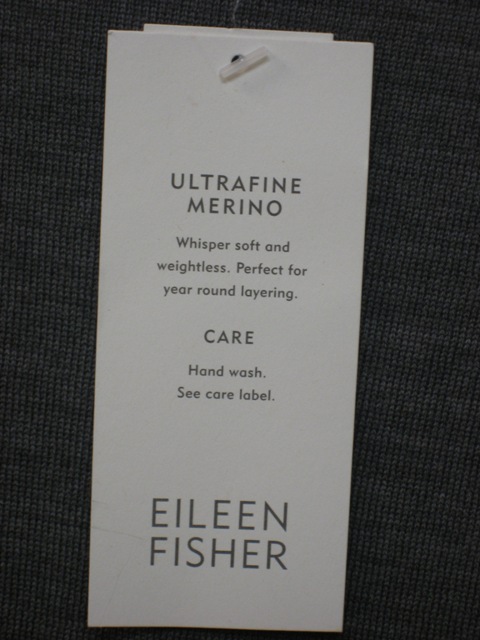 ULTRAFINE
MERINO
Whisper soft and
weightless. Perfect for
year round layering.
CARE
Hand wash.
See care label.
EILEEN
FISHER